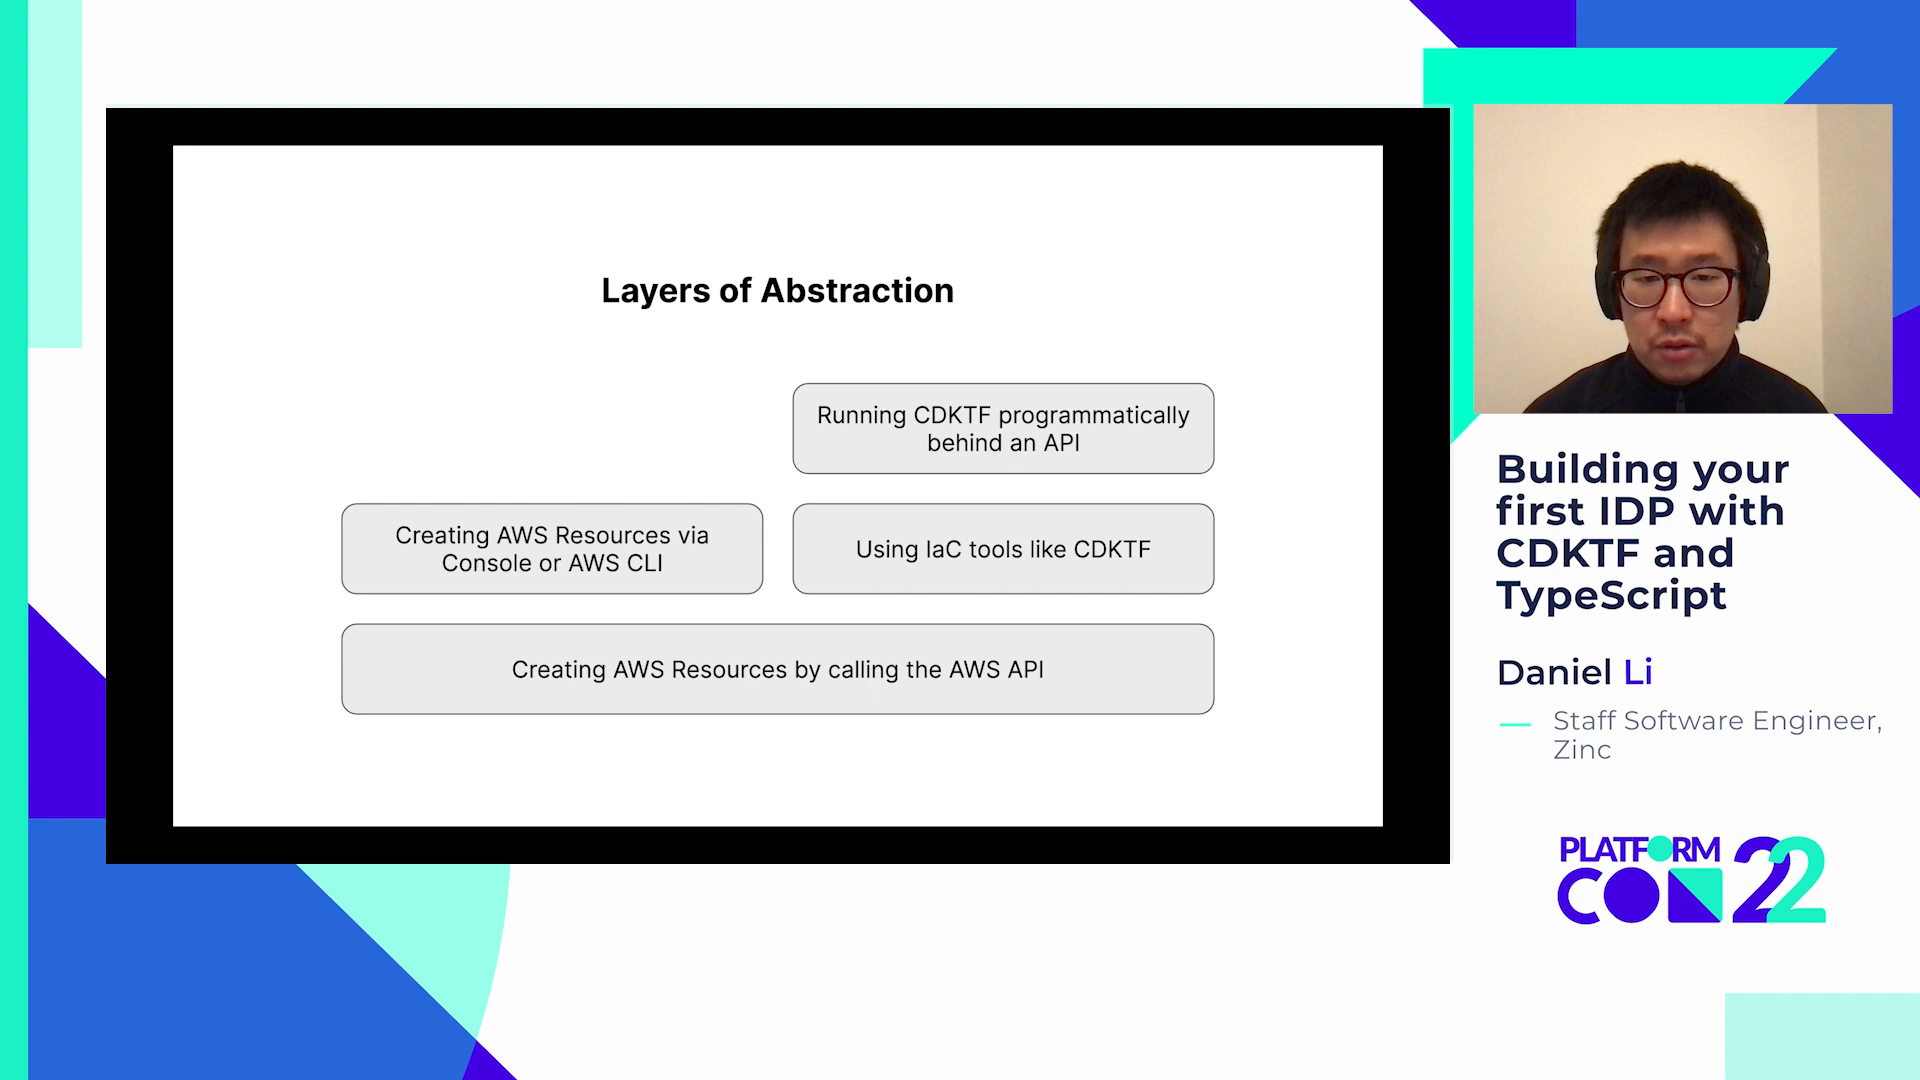 Layers of Abstraction
Running CDKTF programmatically
behind an API
Creating AWS Resources via
Console or AWS CLI
Using IaC tools like CDKTF
Creating AWS Resources by calling the AWS API
Building your
first IDP with
CDKTF and
TypeScript
Daniel Li
Staff Software Engineer,
Zinc
PLATFORM
CON 22